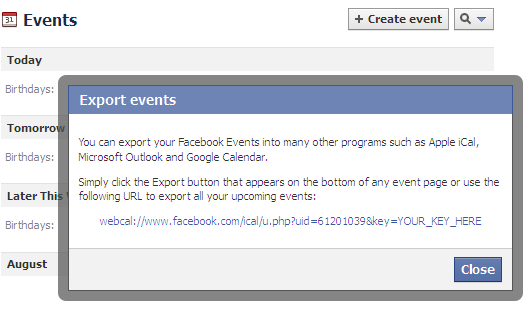 31 Events
+ Create event
Today
Birthdays:
Export events
Tomorrow
Birthdays:
You can export your Facebook Events into many other programs such as Apple iCal,
Microsoft Outlook and Google Calendar.
Simply click the Export button that appears on the bottom of any event page or use the
following URL to export all your upcoming events:
Later This
Birthdays:
webcal://www.facebook.com/ical/u.php?uid=61201039&key=YOUR_KEY_HERE
August
Close